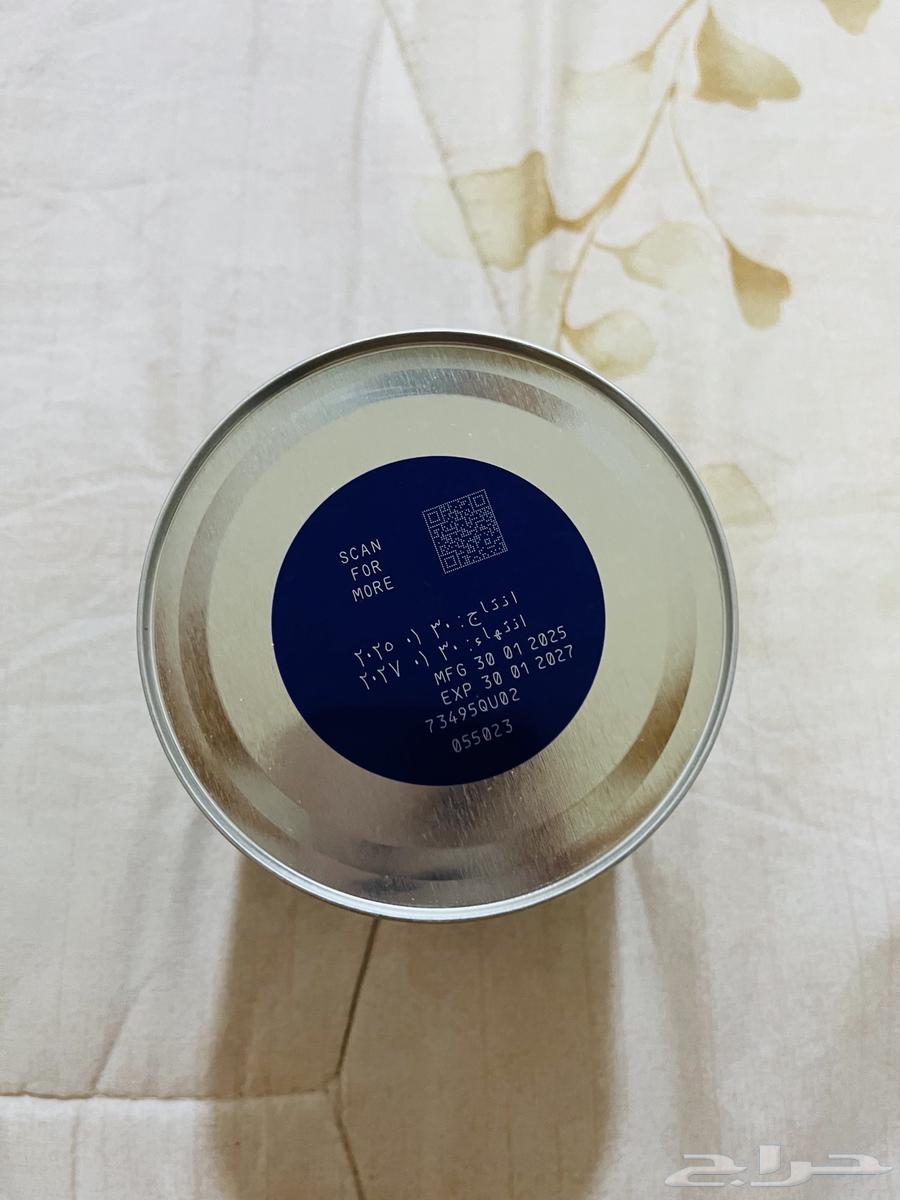 SCAN
FOR
MORE
انتاج: ٣٠ ٠١ ٢٠٢٥
انتهاء: ٣٠ ٠١ ٢٠٢٧
MFG 30 01 2025
EXP 30 01 2027
73495QU02
055023
حراج